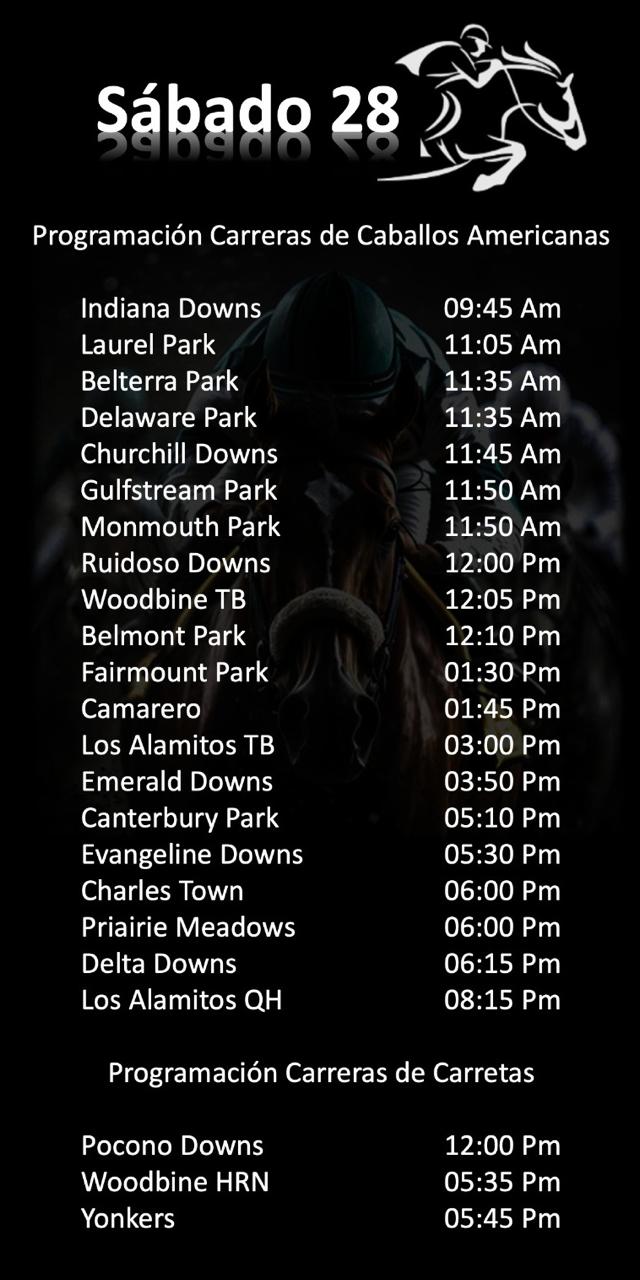 Sábado 28
Programación Carreras de Caballos Americanas
Indiana Downs 09:45 Am
Laurel Park 11:05 Am
Belterra Park 11:35 Am
Delaware Park 11:35 Am
Churchill Downs 11:45 Am
Gulfstream Park 11:50 Am
Monmouth Park 11:50 Am
Ruidoso Downs 12:00 Pm
Woodbine TB 12:05 Pm
Belmont Park 12:10 Pm
Fairmount Park 01:30 Pm
Camarero 01:45 Pm
Los Alamitos TB 03:00 Pm
Emerald Downs 03:50 Pm
Canterbury Park 05:10 Pm
Evangeline Downs 05:30 Pm
Charles Town 06:00 Pm
Priairie Meadows 06:00 Pm
Delta Downs 06:15 Pm
Los Alamitos QH 08:15 Pm
Programación Carreras de Carretas
Pocono Downs 12:00 Pm
Woodbine HRN 05:35 Pm
Yonkers 05:45 Pm